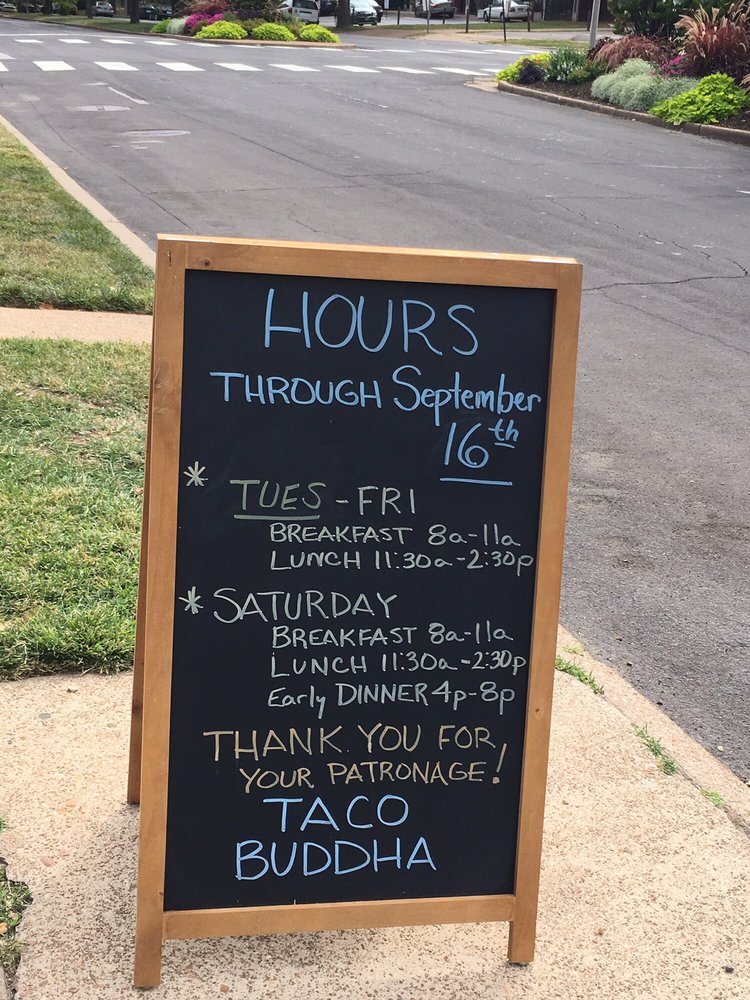 HOURS
THROUGH September
16th
* TUES - FRI
BREAKFAST 8a-11a
LUNCH 11:30a-2:30p
* SATURDAY
BREAKFAST 8a-11a
LUNCH 11:30a-2:30p
Early DINNER 4p-8p
THANK YOU FOR
YOUR PATRONAGE!
TACO
BUDDHA